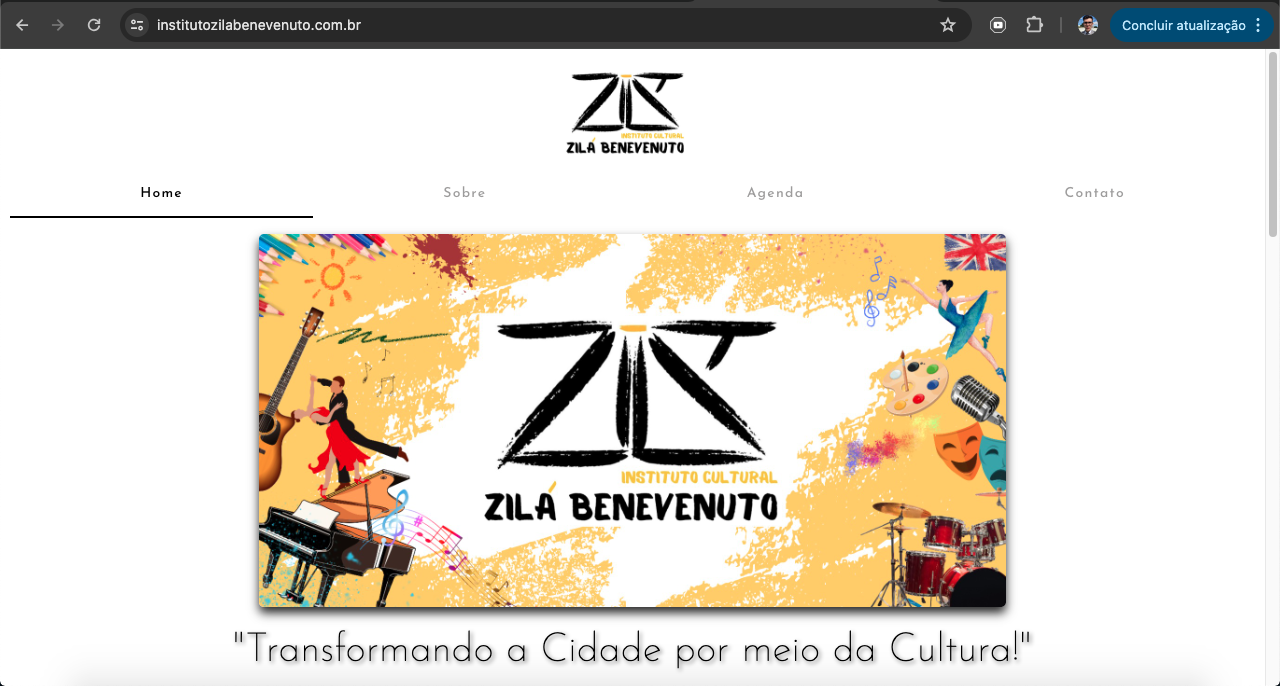 institutozilabenevenuto.com.br
Concluir atualização
INSTITUTO CULTURAL
ZILÁ BENEVENUTO
Home
Sobre
Agenda
Contato
ZILÁ
INSTITUTO CULTURAL
ZILÁ BENEVENUTO
"Transformando a Cidade por meio da Cultura!"